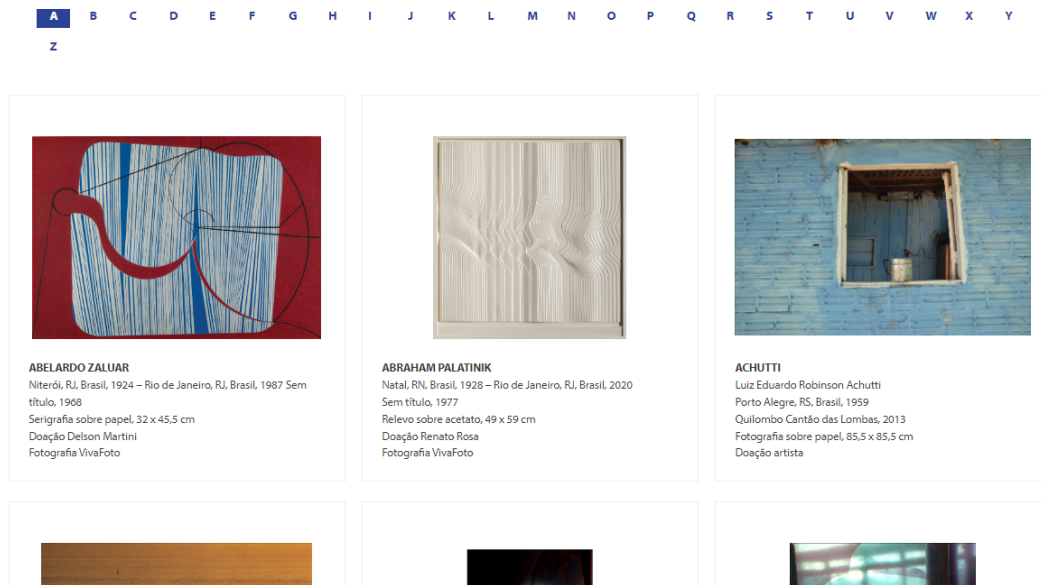 A B C D E F G H I J K L M N O P Q R S T U V W X Y
Z
ABELARDO ZALUAR
Niterói, RJ, Brasil, 1924 – Rio de Janeiro, RJ, Brasil, 1987 Sem
título, 1968
Serigrafia sobre papel, 32 x 45,5 cm
Doação Delson Martini
Fotografia VivaFoto
ABRAHAM PALATINIK
Natal, RN, Brasil, 1928 – Rio de Janeiro, RJ, Brasil, 2020
Sem título, 1977
Relevo sobre acetato, 49 x 59 cm
Doação Renato Rosa
Fotografia VivaFoto
ACHUTTI
Luiz Eduardo Robinson Achutti
Porto Alegre, RS, Brasil, 1959
Quilombo Cantão das Lombas, 2013
Fotografia sobre papel, 85,5 x 85,5 cm
Doação artista